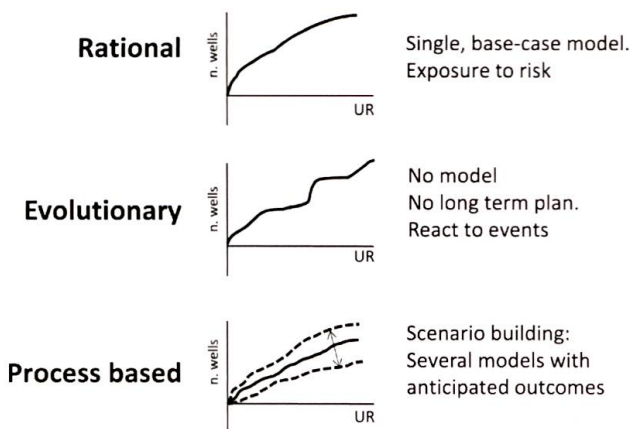 Rational
n. wells
UR
Single, base-case model.
Exposure to risk
Evolutionary
n. wells
UR
No model
No long term plan.
React to events
Process based
n. wells
UR
Scenario building:
Several models with
anticipated outcomes